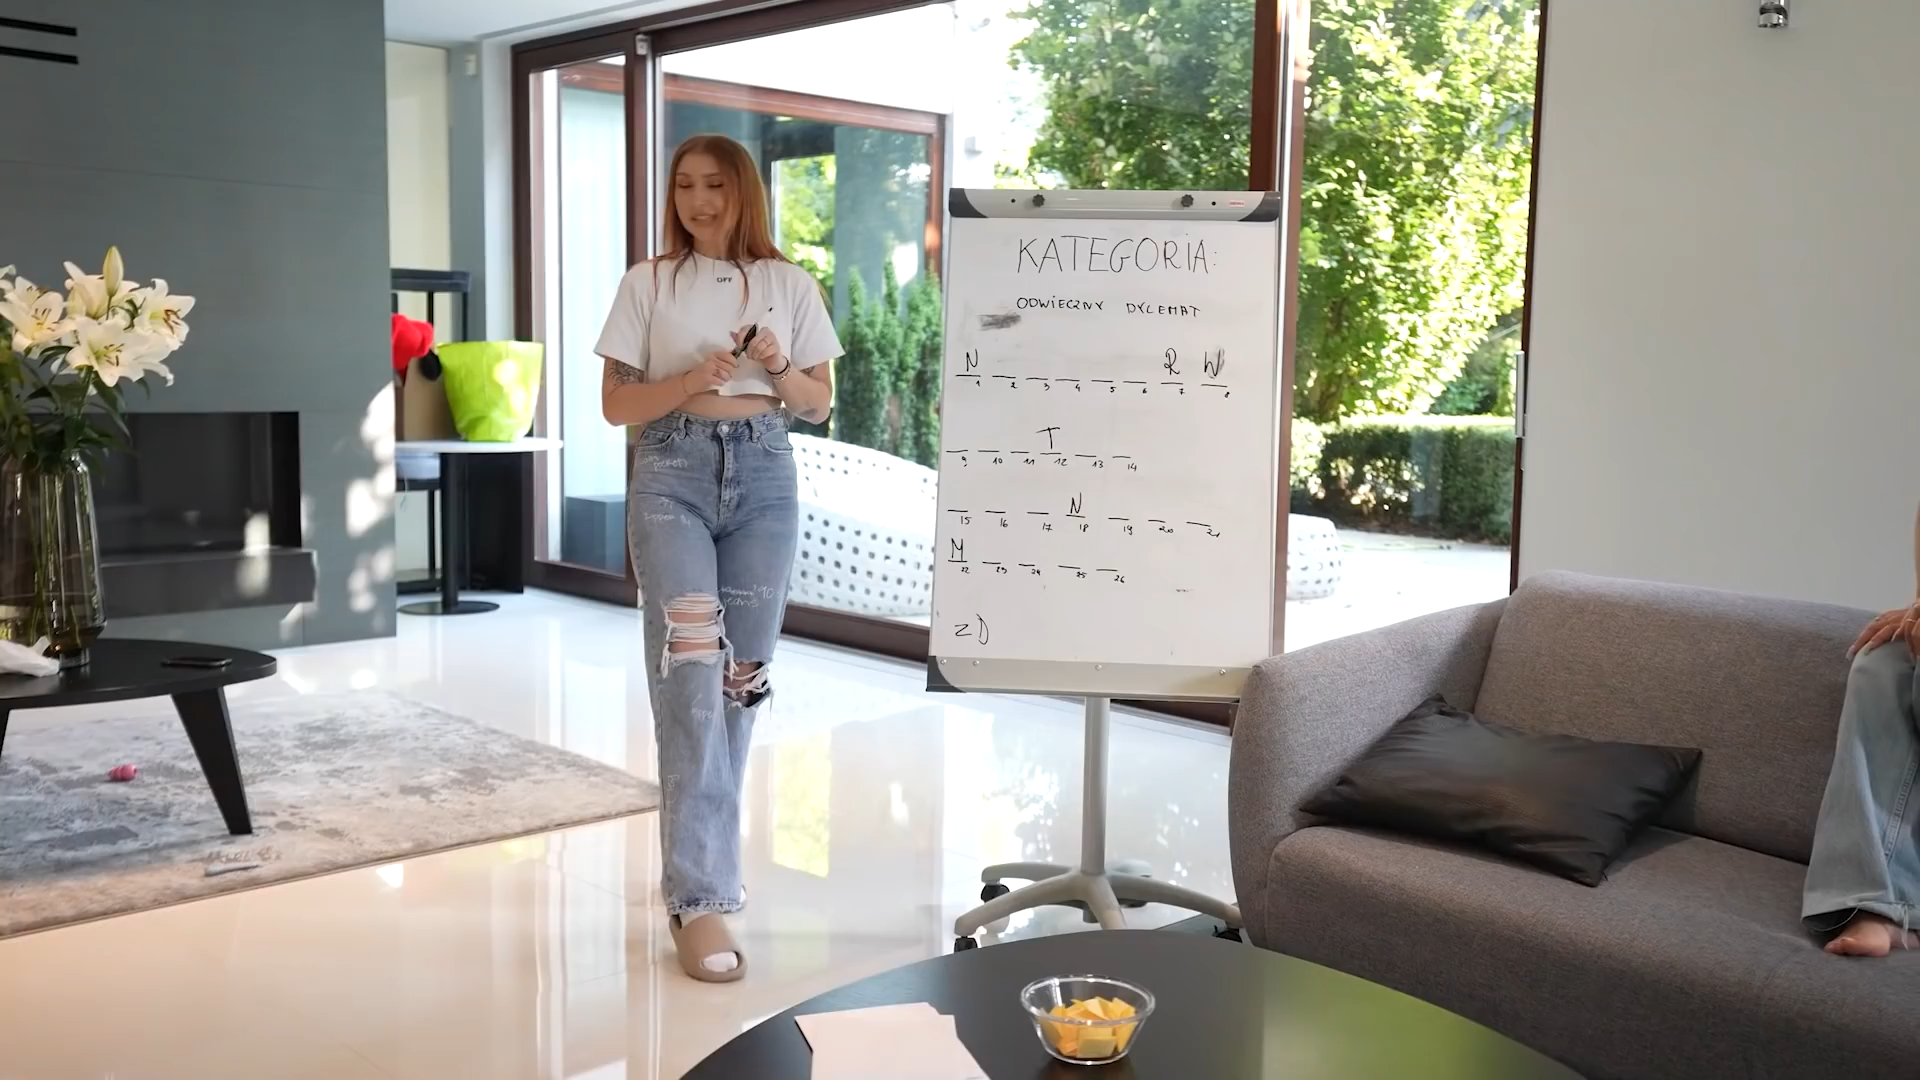 KATEGORIA:
ODWIECZNY DYLEMAT
N _ _ _ _ _ R W
1 2 3 4 5 6 7 8
_ _ _ T _ _
9 10 11 12 13 14
_ _ _ N _ _ _
15 16 17 18 19 20 21
M _ _ _ _
22 23 24 25 26
Z D
OFF